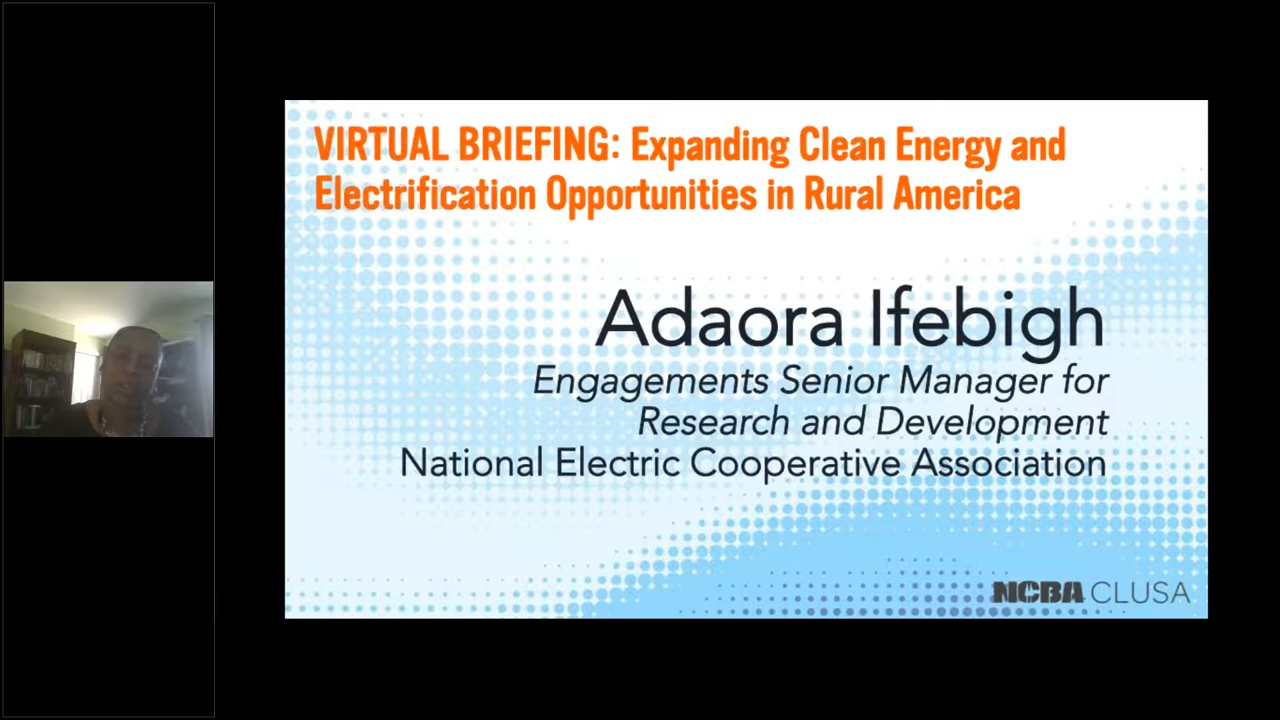 VIRTUAL BRIEFING: Expanding Clean Energy and
Electrification Opportunities in Rural America
Adaora Ifebigh
Engagements Senior Manager for
Research and Development
National Electric Cooperative Association
NCBA CLUSA